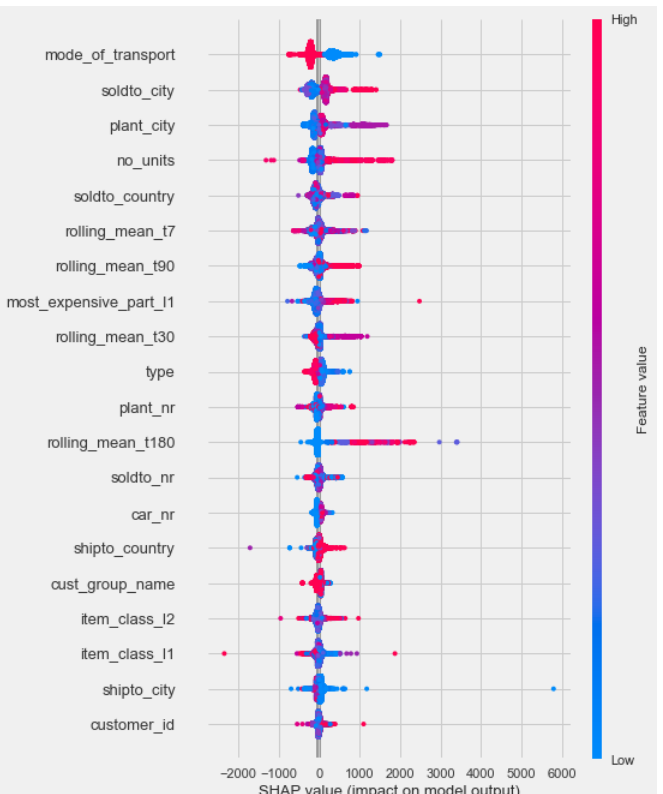 High
mode_of_transport
soldto_city
plant_city
no_units
soldto_country
rolling_mean_t7
rolling_mean_t90
most_expensive_part_l1
rolling_mean_t30
type
plant_nr
rolling_mean_t180
soldto_nr
car_nr
shipto_country
cust_group_name
item_class_l2
item_class_l1
shipto_city
customer_id
Feature value
Low
−2000 −1000 0 1000 2000 3000 4000 5000 6000
SHAP value (impact on model output)